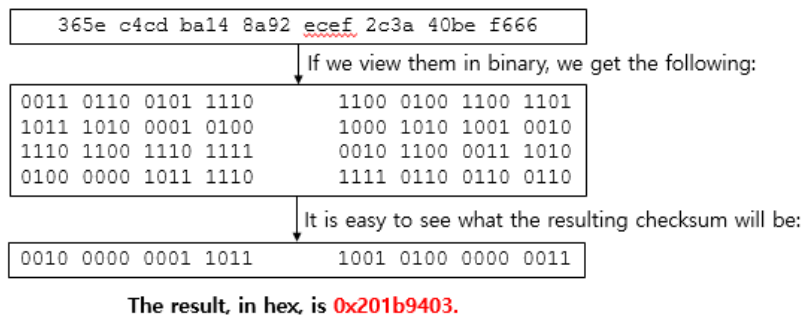 365e c4cd ba14 8a92 ecef 2c3a 40be f666
If we view them in binary, we get the following:
0011 0110 0101 1110 1100 0100 1100 1101
1011 1010 0001 0100 1000 1010 1001 0010
1110 1100 1110 1111 0010 1100 0011 1010
0100 0000 1011 1110 1111 0110 0110 0110
It is easy to see what the resulting checksum will be:
0010 0000 0001 1011 1001 0100 0000 0011
The result, in hex, is 0x201b9403.